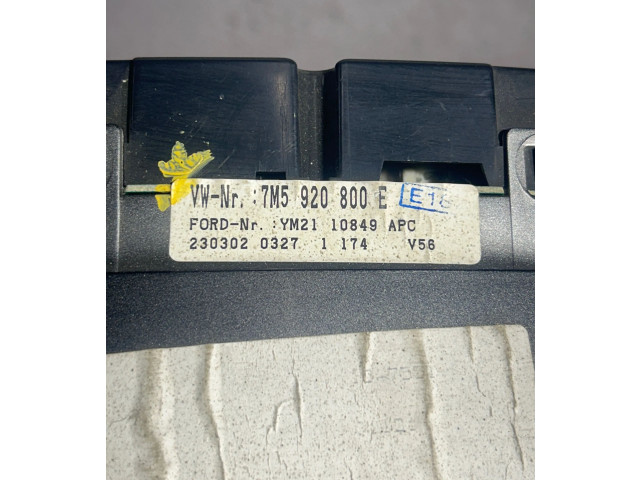 VW-Nr. :7M5 920 800 E
FORD-Nr. :YM21 10849 APC
230302 0327 1 174 V56